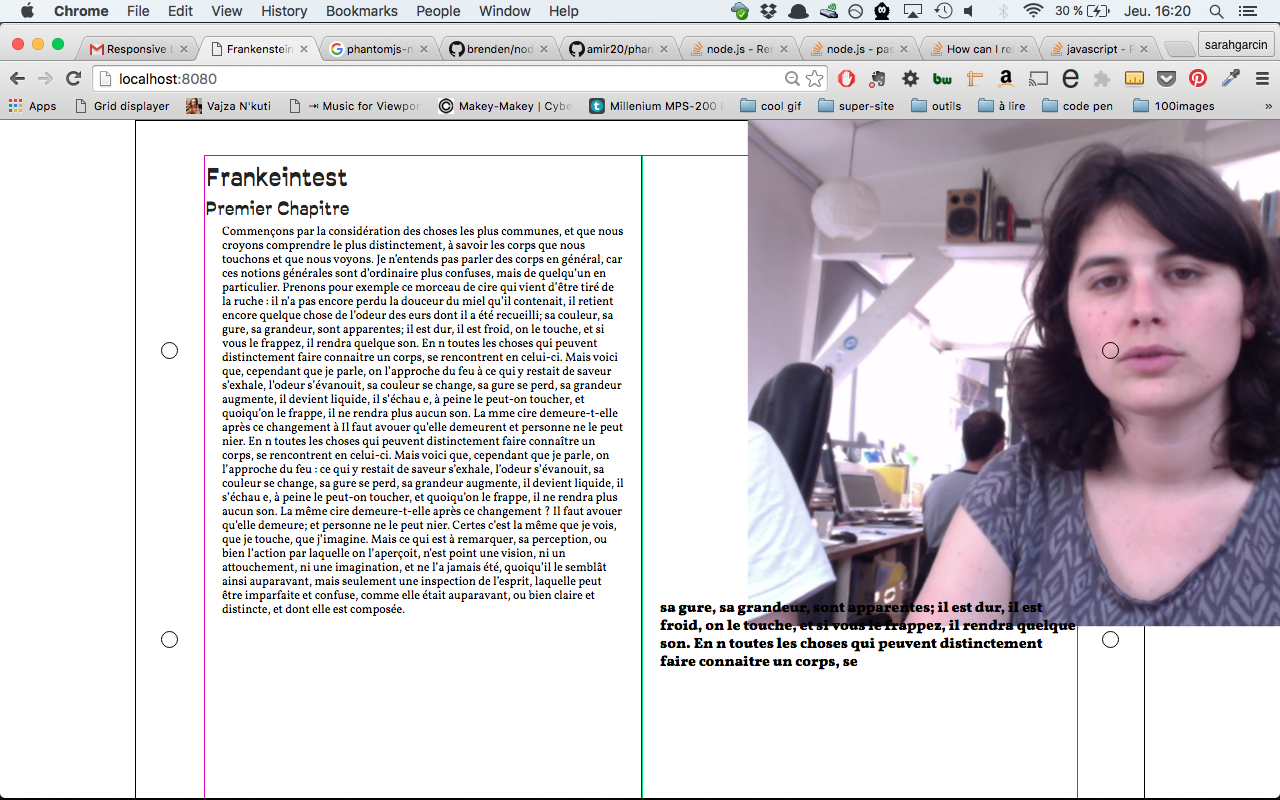 Chrome File Edit View History Bookmarks People Window Help 30 % Jeu. 16:20
Responsive Frankenstein phantomjs-n brenden/nod amir20/phan node.js - Re node.js - pas How can I re javascript - sarahgarcin
localhost:8080
Apps Grid displayer Vajza N'kuti Music for Viewpor Makey-Makey | Cybe Millenium MPS-200 cool gif super-site outils à lire code pen 100images »
Frankeintest
Premier Chapitre
Commençons par la considération des choses les plus communes, et que nous
croyons comprendre le plus distinctement, à savoir les corps que nous
touchons et que nous voyons. Je n'entends pas parler des corps en général, car
ces notions générales sont d'ordinaire plus confuses, mais de quelqu'un en
particulier. Prenons pour exemple ce morceau de cire qui vient d'être tiré de
la ruche : il n'a pas encore perdu la douceur du miel qu'il contenait, il retient
encore quelque chose de l'odeur des eurs dont il a été recueilli; sa couleur, sa
gure, sa grandeur, sont apparentes; il est dur, il est froid, on le touche, et si
vous le frappez, il rendra quelque son. En n toutes les choses qui peuvent
distinctement faire connaitre un corps, se rencontrent en celui-ci. Mais voici
que, cependant que je parle, on l'approche du feu à ce qui y restait de saveur
s'exhale, l'odeur s'évanouit, sa couleur se change, sa gure se perd, sa grandeur
augmente, il devient liquide, il s'échau e, à peine le peut-on toucher, et
quoiqu'on le frappe, il ne rendra plus aucun son. La mme cire demeure-t-elle
après ce changement à Il faut avouer qu'elle demeurent et personne ne le peut
nier. En n toutes les choses qui peuvent distinctement faire connaître un
corps, se rencontrent en celui-ci. Mais voici que, cependant que je parle, on
l'approche du feu : ce qui y restait de saveur s'exhale, l'odeur s'évanouit, sa
couleur se change, sa gure se perd, sa grandeur augmente, il devient liquide, il
s'échau e, à peine le peut-on toucher, et quoiqu'on le frappe, il ne rendra plus
aucun son. La même cire demeure-t-elle après ce changement ? Il faut avouer
qu'elle demeure; et personne ne le peut nier. Certes c'est la même que je vois,
que je touche, que j'imagine. Mais ce qui est à remarquer, sa perception, ou
bien l'action par laquelle on l'aperçoit, n'est point une vision, ni un
attouchement, ni une imagination, et ne l'a jamais été, quoiqu'il le semblât
ainsi auparavant, mais seulement une inspection de l'esprit, laquelle peut
être imparfaite et confuse, comme elle était auparavant, ou bien claire et
distincte, et dont elle est composée.
sa gure, sa grandeur, sont apparentes; il est dur, il est
froid, on le touche, et si vous le frappez, il rendra quelque
son. En n toutes les choses qui peuvent distinctement
faire connaitre un corps, se